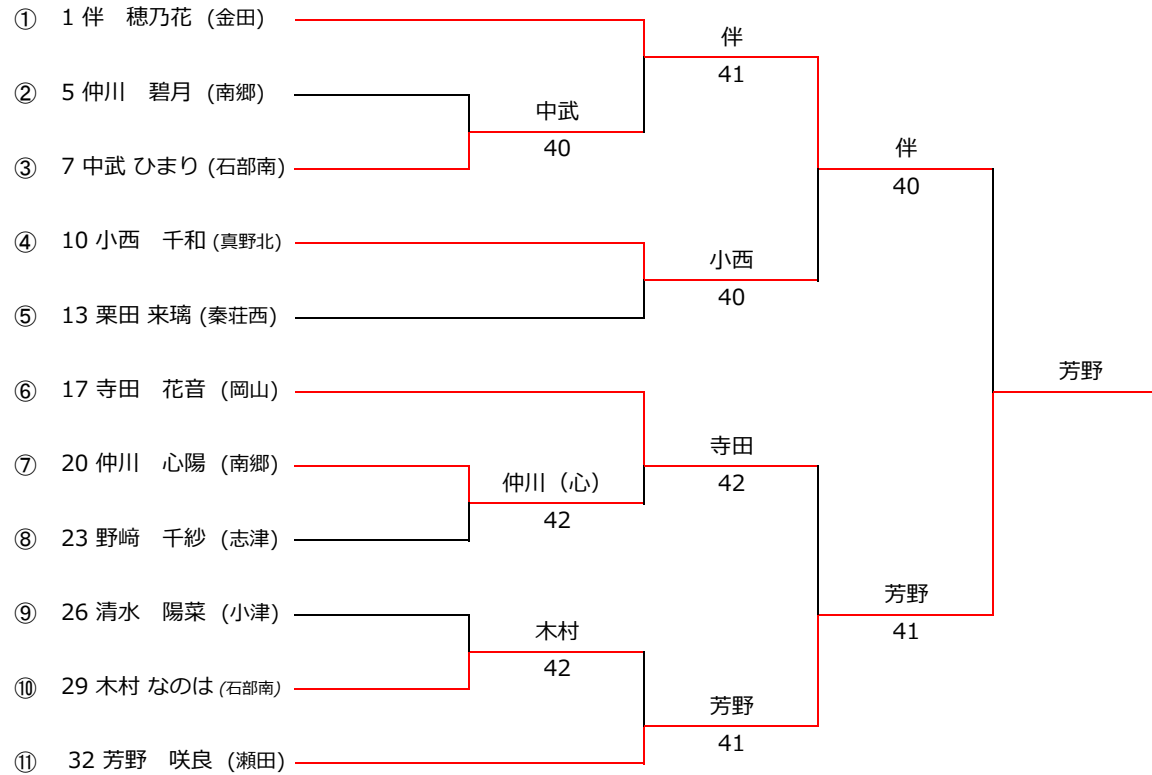 ① 1 伴　穂乃花 (金田)
伴
② 5 仲川　碧月 (南郷)
41
中武
③ 7 中武 ひまり (石部南)
40
伴
40
④ 10 小西　千和 (真野北)
小西
⑤ 13 栗田 来璃 (秦荘西)
40
⑥ 17 寺田　花音 (岡山)
芳野
⑦ 20 仲川　心陽 (南郷)
寺田
仲川（心）
42
⑧ 23 野﨑　千紗 (志津)
42
⑨ 26 清水　陽菜 (小津)
芳野
木村
41
⑩ 29 木村 なのは (石部南)
42
芳野
⑪ 32 芳野　咲良 (瀬田)
41